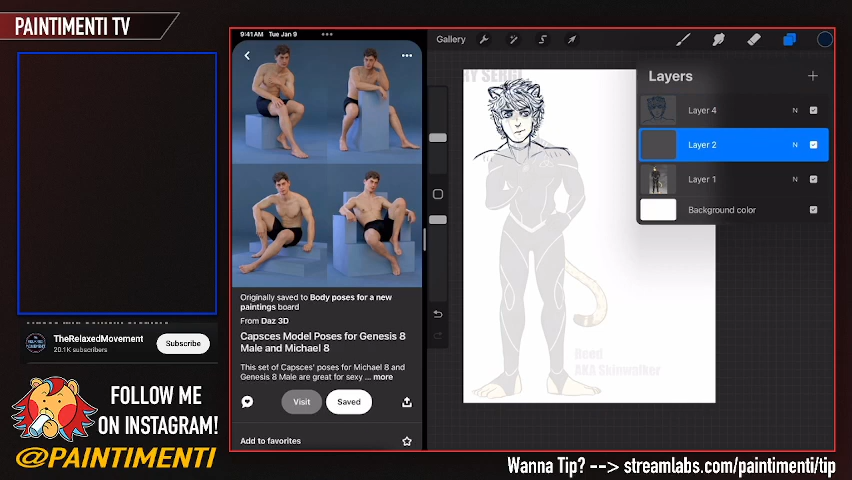 PAINTIMENTI TV
9:41AM Tue Jan 9
Gallery
RY SERGI
Layers
Layer 4
N
Layer 2
N
Layer 1
N
Background color
Originally saved to Body poses for a new
paintings board
From Daz 3D
Capsces Model Poses for Genesis 8
Male and Michael 8
This set of Capsces' poses for Michael 8 and
Genesis 8 Male are great for sexy ... more
Visit
Saved
Add to favorites
Reed
AKA Skinwalker
TheRelaxedMovement
20.1K subscribers
Subscribe
FOLLOW ME
ON INSTAGRAM!
@PAINTIMENTI
Wanna Tip? --> streamlabs.com/paintimenti/tip